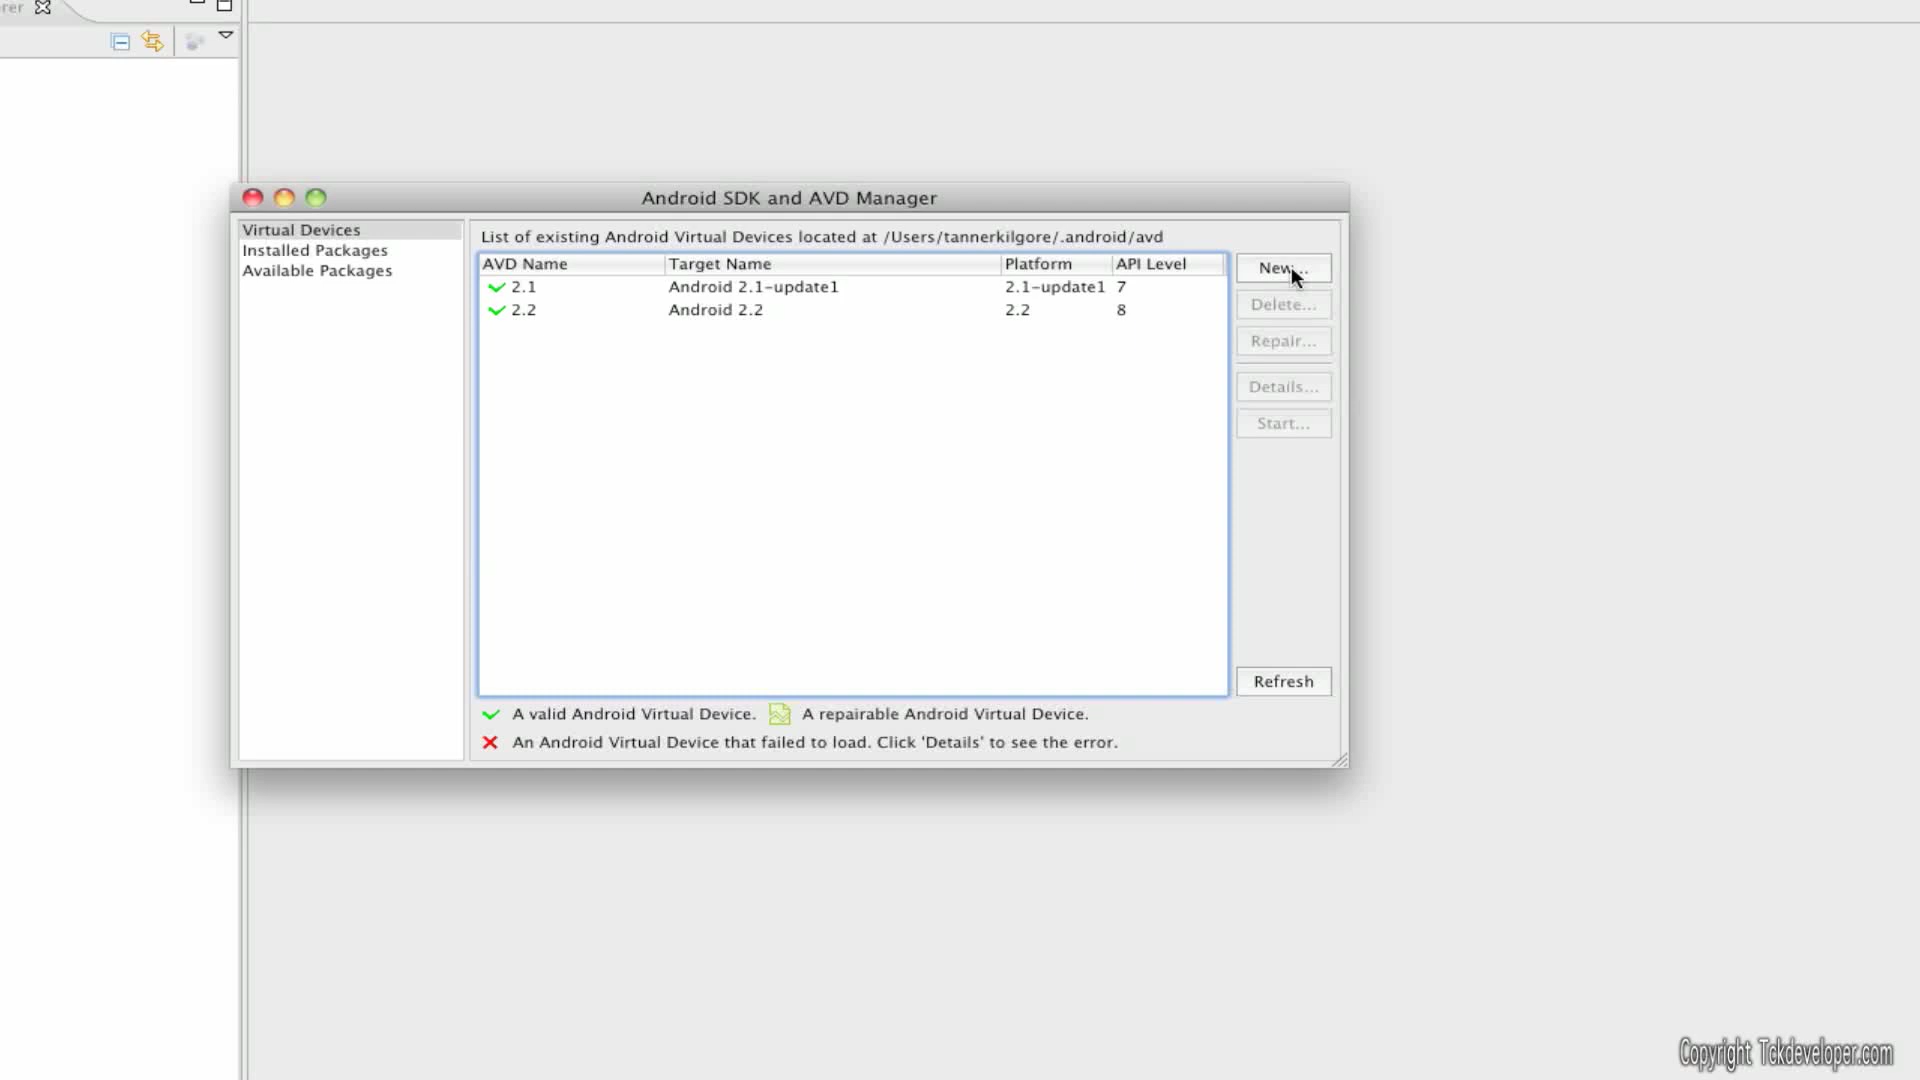 rer
Android SDK and AVD Manager
Virtual Devices
Installed Packages
Available Packages
List of existing Android Virtual Devices located at /Users/tannerkilgore/.android/avd
AVD Name Target Name Platform API Level
2.1 Android 2.1-update1 2.1-update1 7
2.2 Android 2.2 2.2 8
New...
Delete...
Repair...
Details...
Start...
Refresh
A valid Android Virtual Device. A repairable Android Virtual Device.
An Android Virtual Device that failed to load. Click 'Details' to see the error.
Copyright Tckdeveloper.com